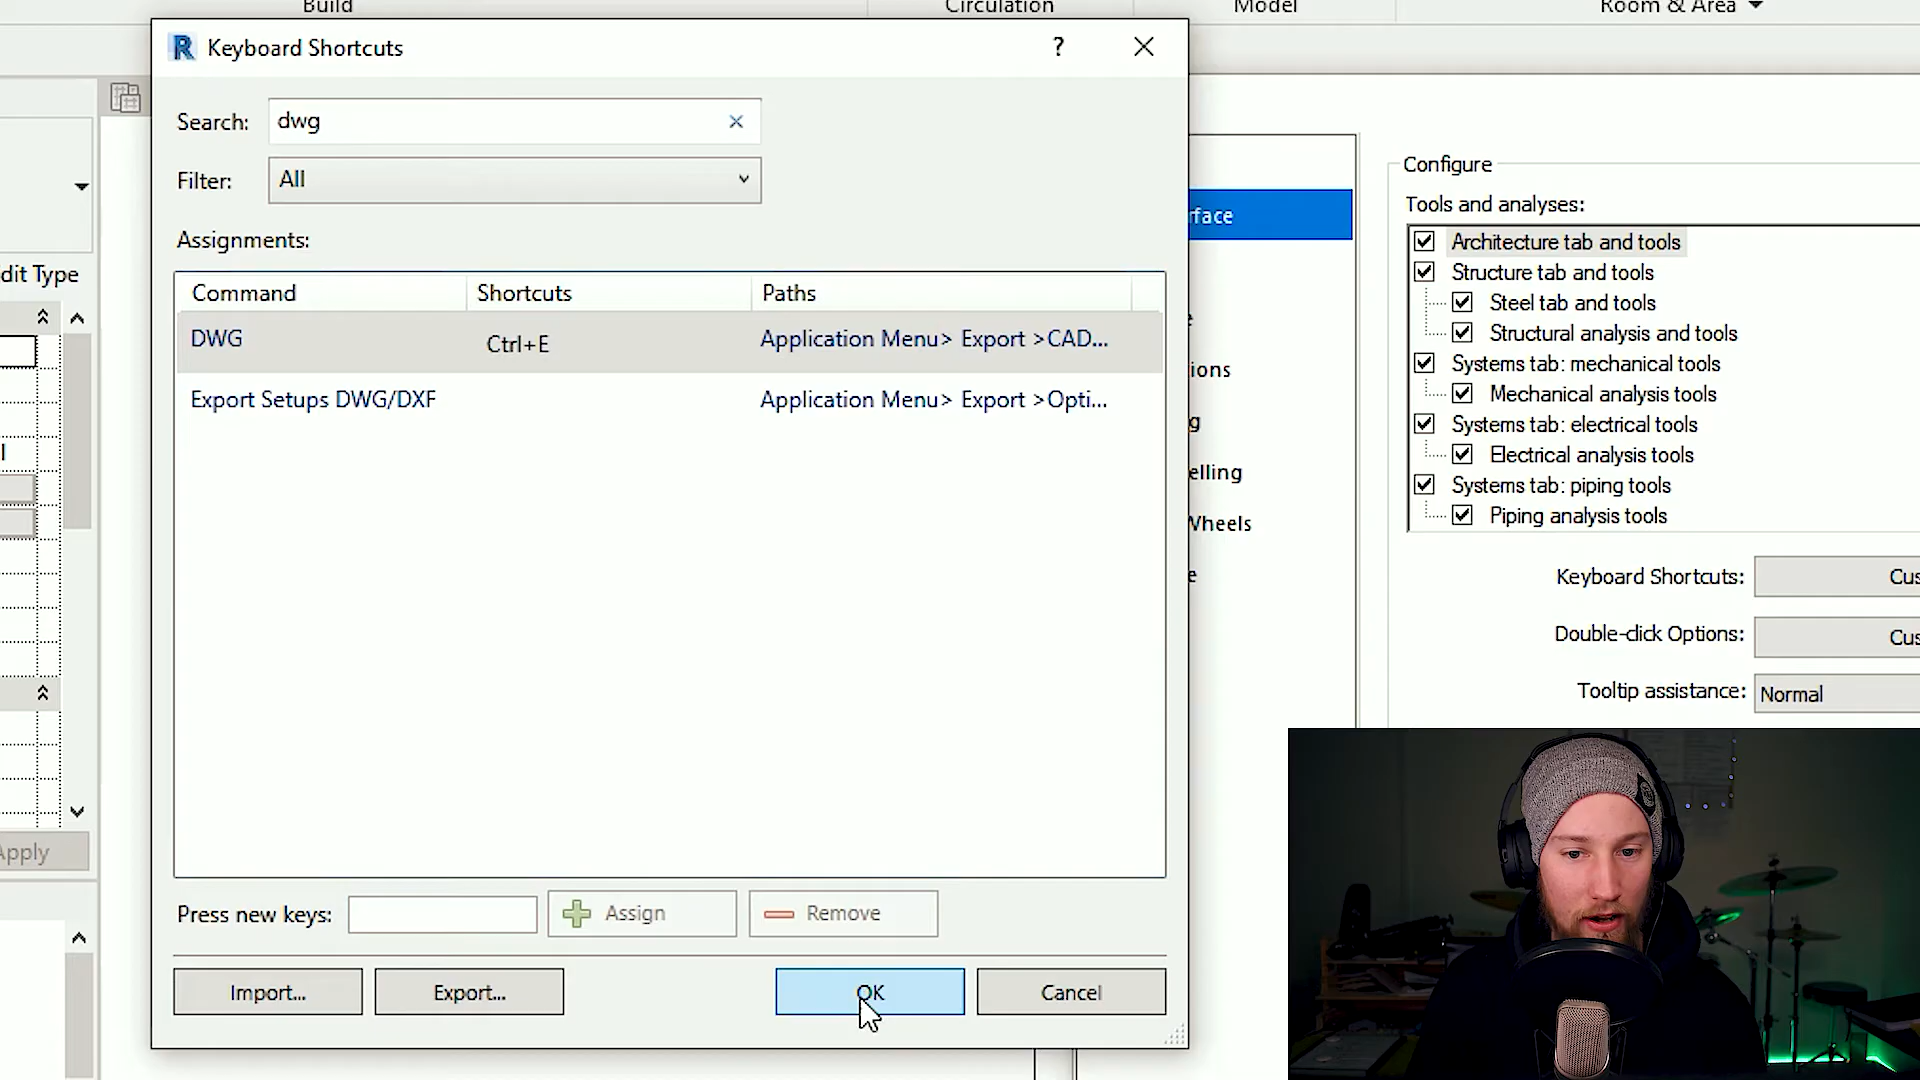 Build
Circulation
Model
Room & Area
Keyboard Shortcuts
?
Search:
dwg
Filter:
All
Assignments:
Command
Shortcuts
Paths
DWG
Ctrl+E
Application Menu> Export >CAD...
Export Setups DWG/DXF
Application Menu> Export >Opti...
Press new keys:
Assign
Remove
Import...
Export...
OK
Cancel
dit Type
Apply
rface
ions
g
elling
Wheels
e
Configure
Tools and analyses:
Architecture tab and tools
Structure tab and tools
Steel tab and tools
Structural analysis and tools
Systems tab: mechanical tools
Mechanical analysis tools
Systems tab: electrical tools
Electrical analysis tools
Systems tab: piping tools
Piping analysis tools
Keyboard Shortcuts:
Cus
Double-click Options:
Cus
Tooltip assistance:
Normal